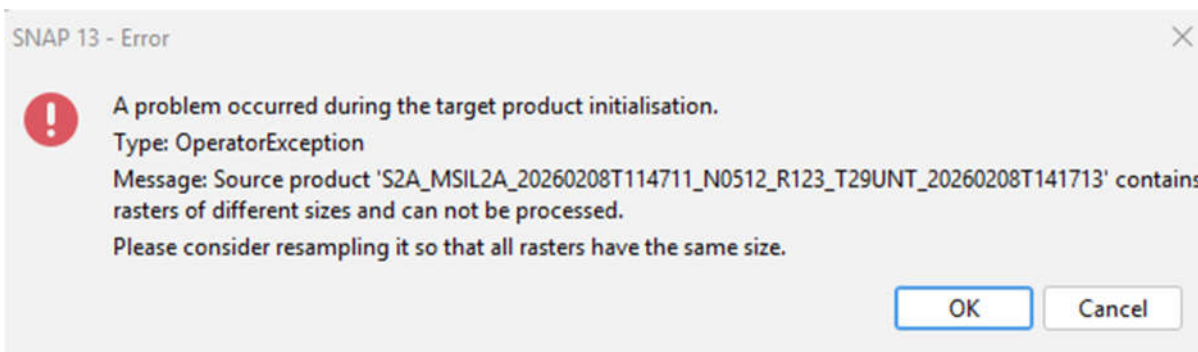 SNAP 13 - Error
A problem occurred during the target product initialisation.
Type: OperatorException
Message: Source product 'S2A_MSIL2A_20260208T114711_N0512_R123_T29UNT_20260208T141713' contains
rasters of different sizes and can not be processed.
Please consider resampling it so that all rasters have the same size.
OK Cancel